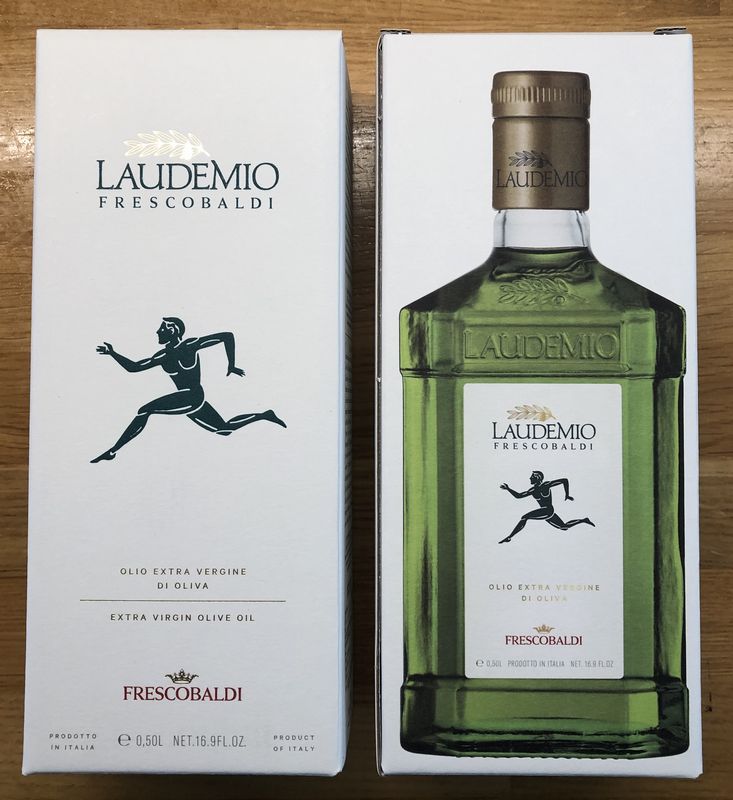 LAUDEMIO
FRESCOBALDI
OLIO EXTRA VERGINE
DI OLIVA
EXTRA VIRGIN OLIVE OIL
FRESCOBALDI
PRODOTTO
IN ITALIA
℮ 0,50L NET.16.9FL.OZ.
PRODUCT
OF ITALY
LAUDEMIO
LAUDEMIO
LAUDEMIO
FRESCOBALDI
OLIO EXTRA VERGINE
DI OLIVA
FRESCOBALDI
℮ 0,50L PRODOTTO IN ITALIA NET. 16.9 FL.OZ